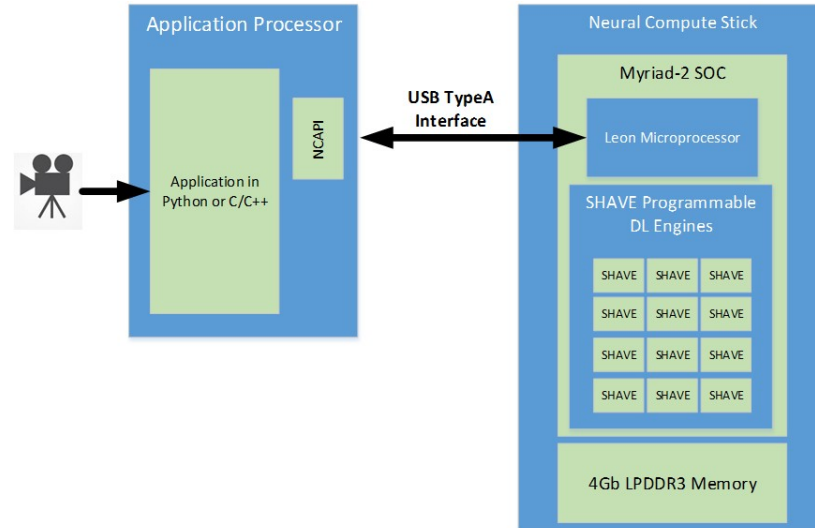 Application Processor
Application in
Python or C/C++
NCAPI
USB TypeA
Interface
Neural Compute Stick
Myriad-2 SOC
Leon Microprocessor
SHAVE Programmable
DL Engines
SHAVE SHAVE SHAVE
SHAVE SHAVE SHAVE
SHAVE SHAVE SHAVE
SHAVE SHAVE SHAVE
4Gb LPDDR3 Memory